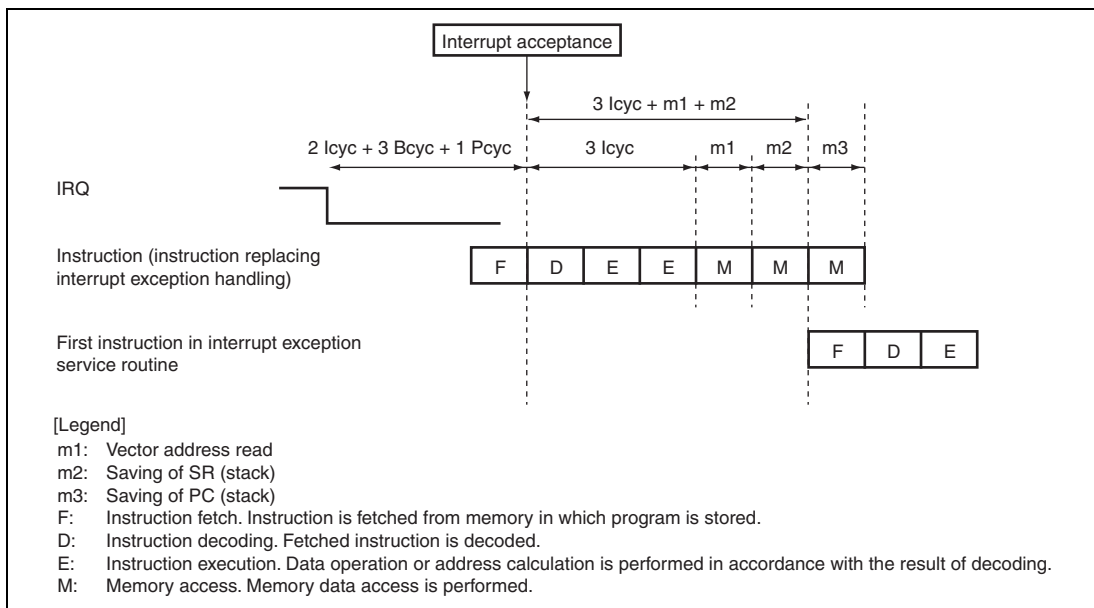 Interrupt acceptance
3 Icyc + m1 + m2
2 Icyc + 3 Bcyc + 1 Pcyc
3 Icyc
m1
m2
m3
IRQ
Instruction (instruction replacing
interrupt exception handling)
F D E E M M M
First instruction in interrupt exception
service routine
F D E
[Legend]
m1: Vector address read
m2: Saving of SR (stack)
m3: Saving of PC (stack)
F: Instruction fetch. Instruction is fetched from memory in which program is stored.
D: Instruction decoding. Fetched instruction is decoded.
E: Instruction execution. Data operation or address calculation is performed in accordance with the result of decoding.
M: Memory access. Memory data access is performed.